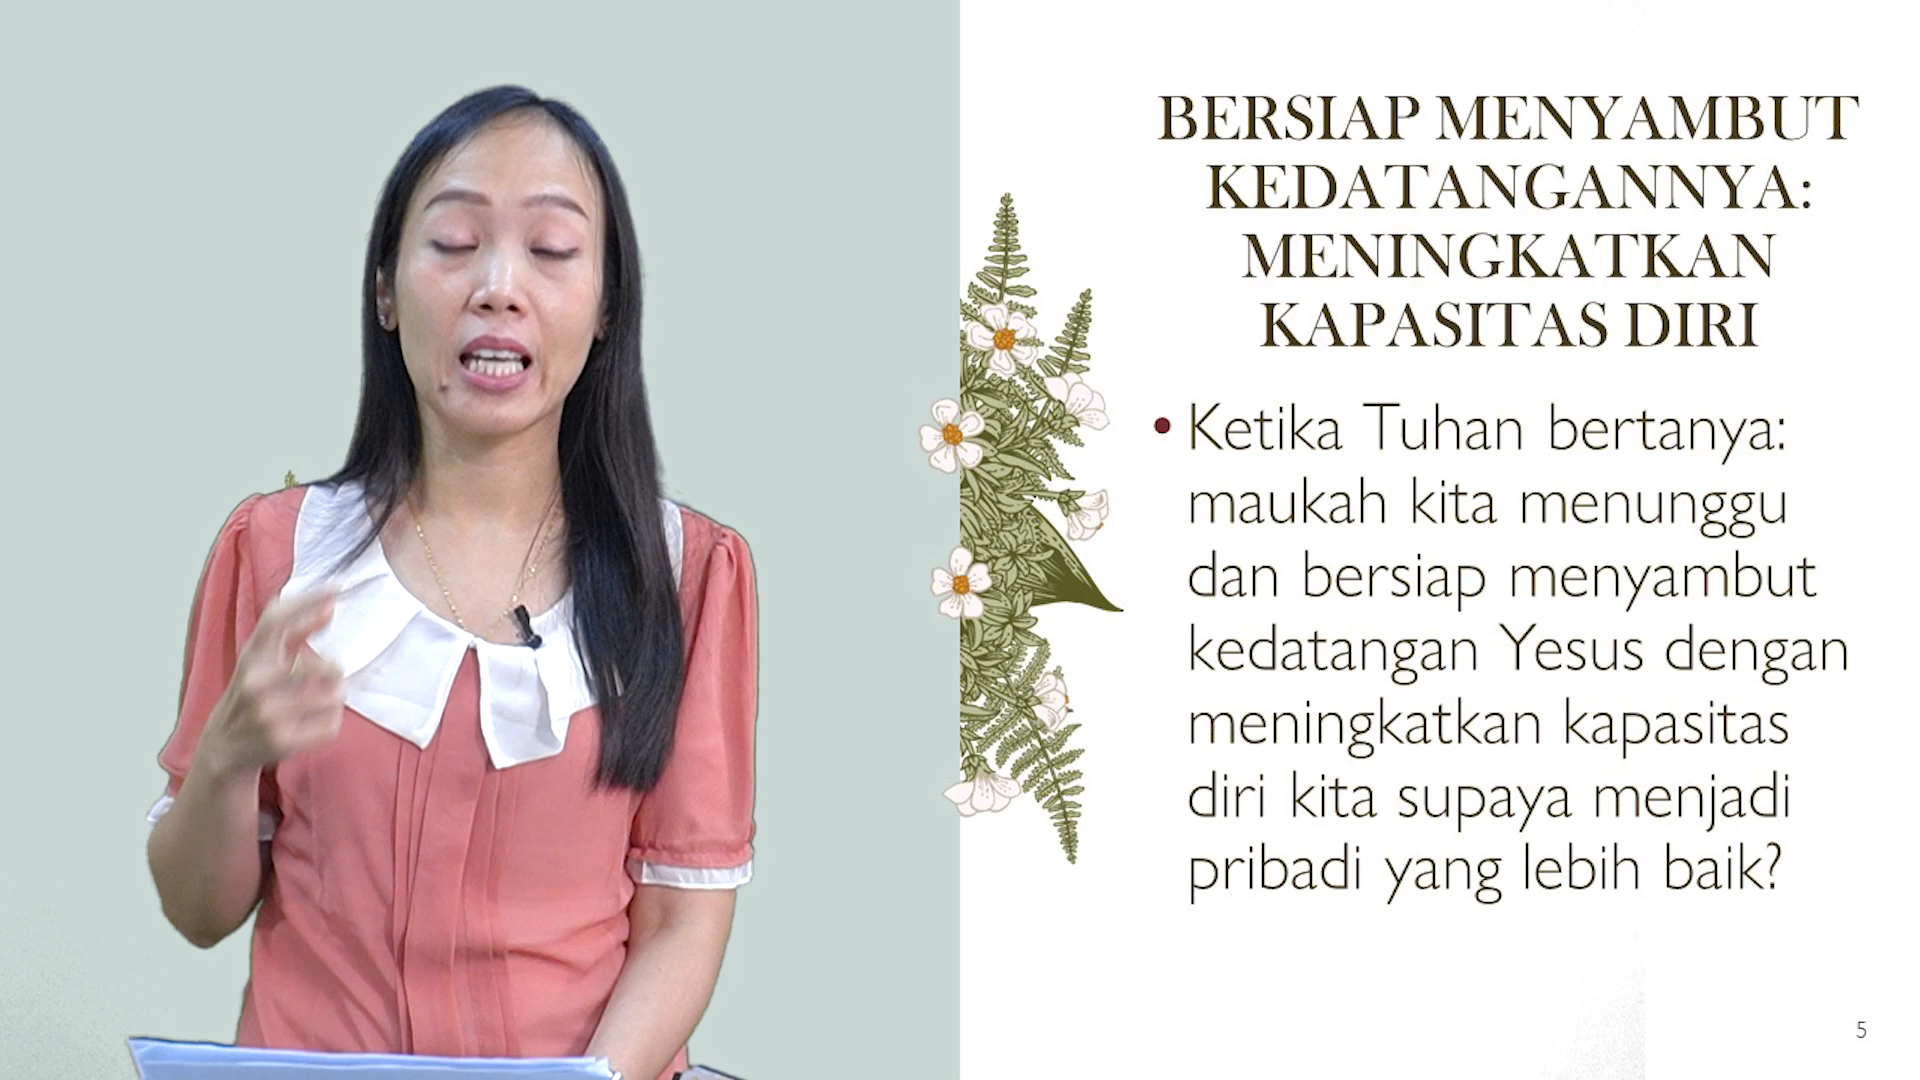 BERSIAP MENYAMBUT
KEDATANGANNYA:
MENINGKATKAN
KAPASITAS DIRI
• Ketika Tuhan bertanya:
maukah kita menunggu
dan bersiap menyambut
kedatangan Yesus dengan
meningkatkan kapasitas
diri kita supaya menjadi
pribadi yang lebih baik?
5